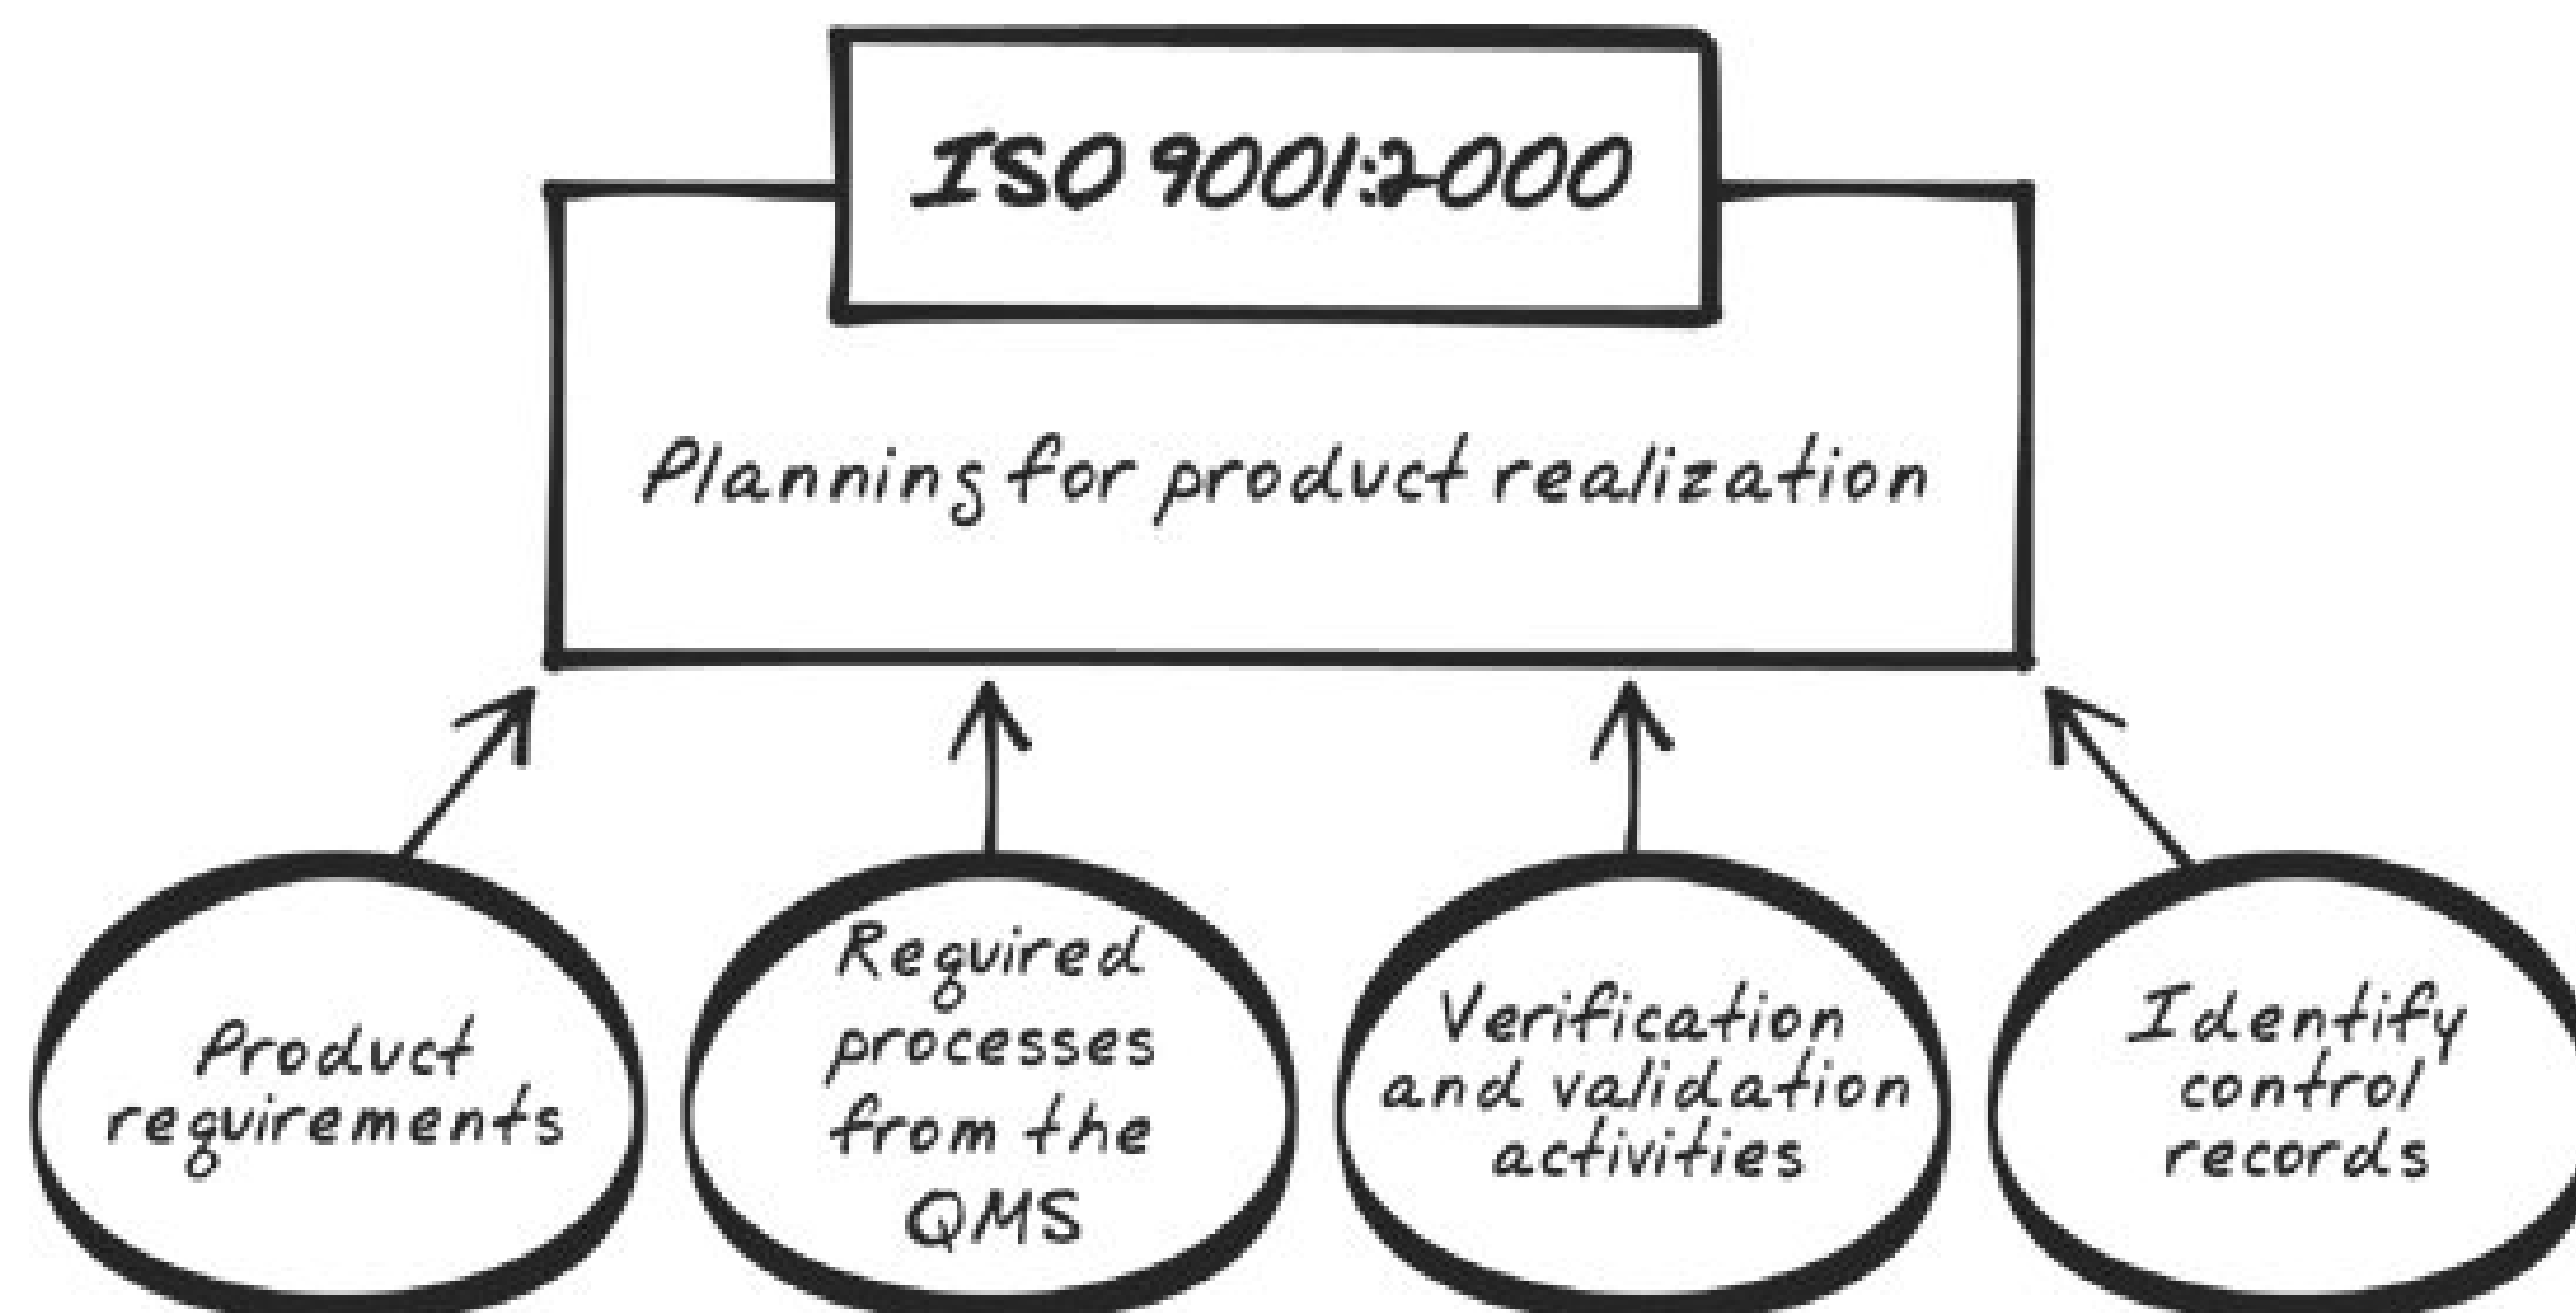 ISO 9001:2000
Planning for product realization
Product
requirements
Required
processes
from the
QMS
Verification
and validation
activities
Identify
control
records